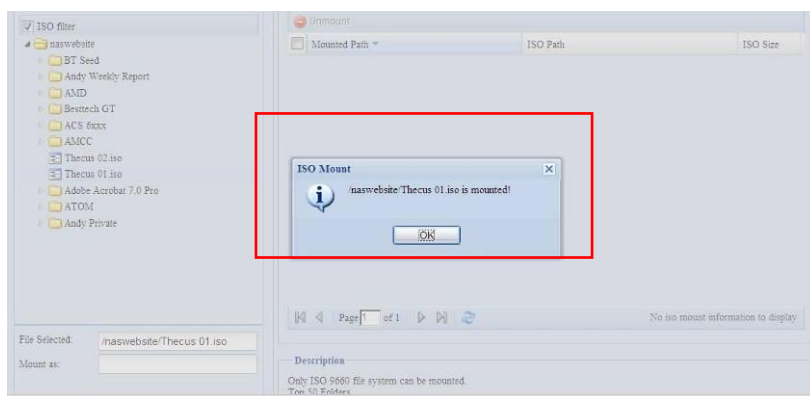 ISO filter
naswebsite
BT Seed
Andy Weekly Report
AMD
Besttech GT
ACS 6xxx
AMCC
Thecus 02.iso
Thecus 01.iso
Adobe Acrobat 7.0 Pro
ATOM
Andy Private
File Selected: /naswebsite/Thecus 01.iso
Mount as:
Unmount
Mounted Path ISO Path ISO Size
ISO Mount
/naswebsite/Thecus 01.iso is mounted!
OK
Page 1 of 1 No iso mount information to display
Description
Only ISO 9660 file system can be mounted.
Top 50 Folders